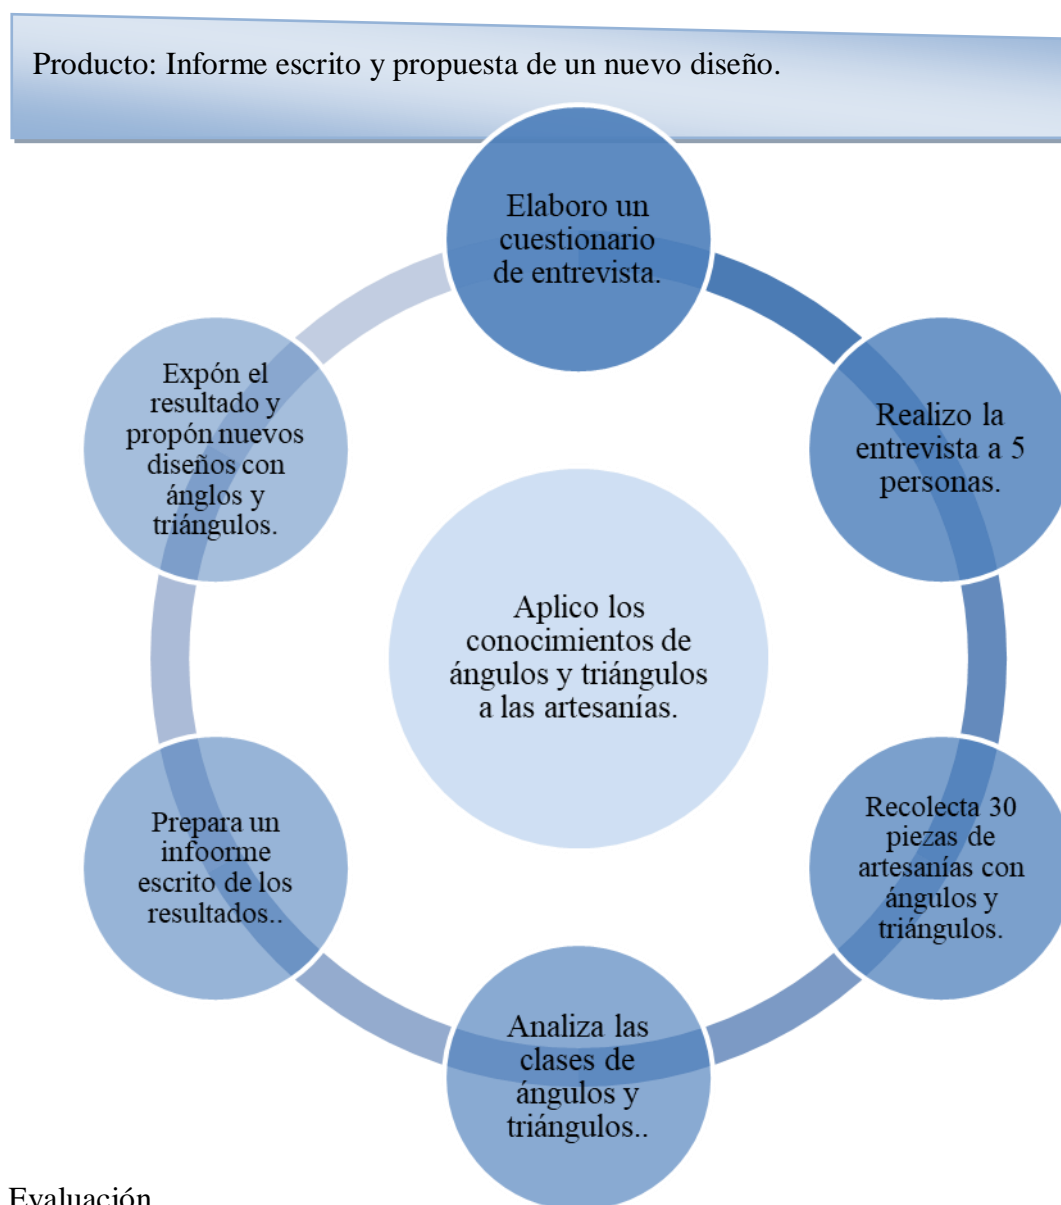 Producto: Informe escrito y propuesta de un nuevo diseño.
Elaboro un
cuestionario
de entrevista.
Realizo la
entrevista a 5
personas.
Recolecta 30
piezas de
artesanías con
ángulos y
triángulos.
Analiza las
clases de
ángulos y
triángulos..
Prepara un
infoorme
escrito de los
resultados..
Expón el
resultado y
propón nuevos
diseños con
ánglos y
triángulos.
Aplico los
conocimientos de
ángulos y triángulos
a las artesanías.
Evaluación